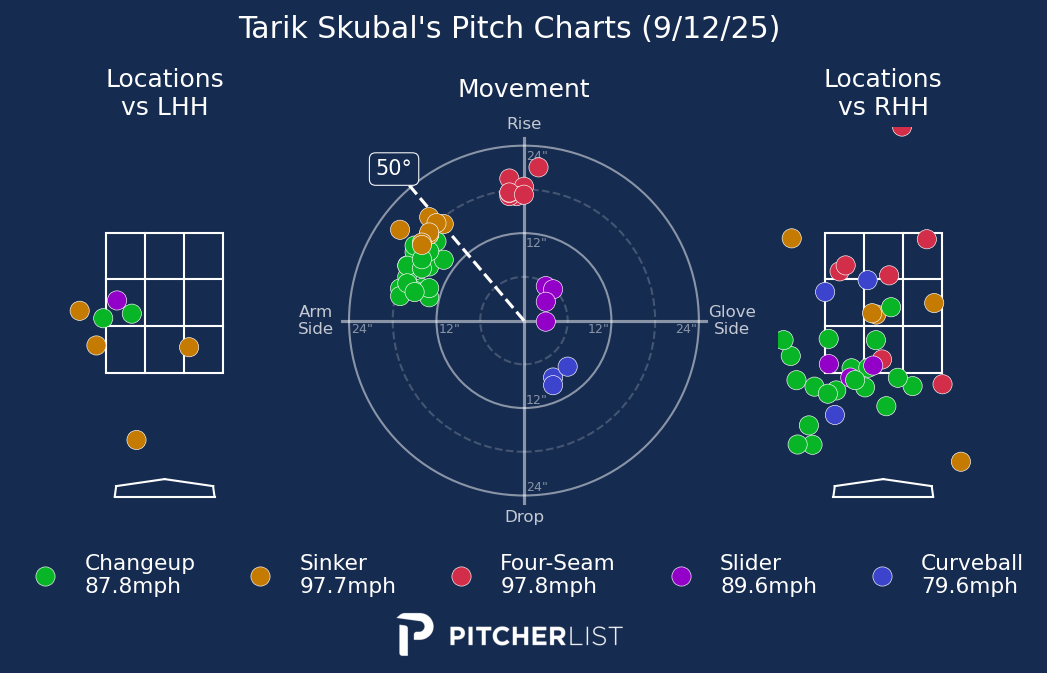 Tarik Skubal's Pitch Charts (9/12/25)
Locations
vs LHH
Movement
Locations
vs RHH
Rise
24"
50°
12"
Arm
Side
24"
12"
12"
24"
Glove
Side
12"
24"
Drop
Changeup
87.8mph
Sinker
97.7mph
Four-Seam
97.8mph
Slider
89.6mph
Curveball
79.6mph
PITCHERLIST